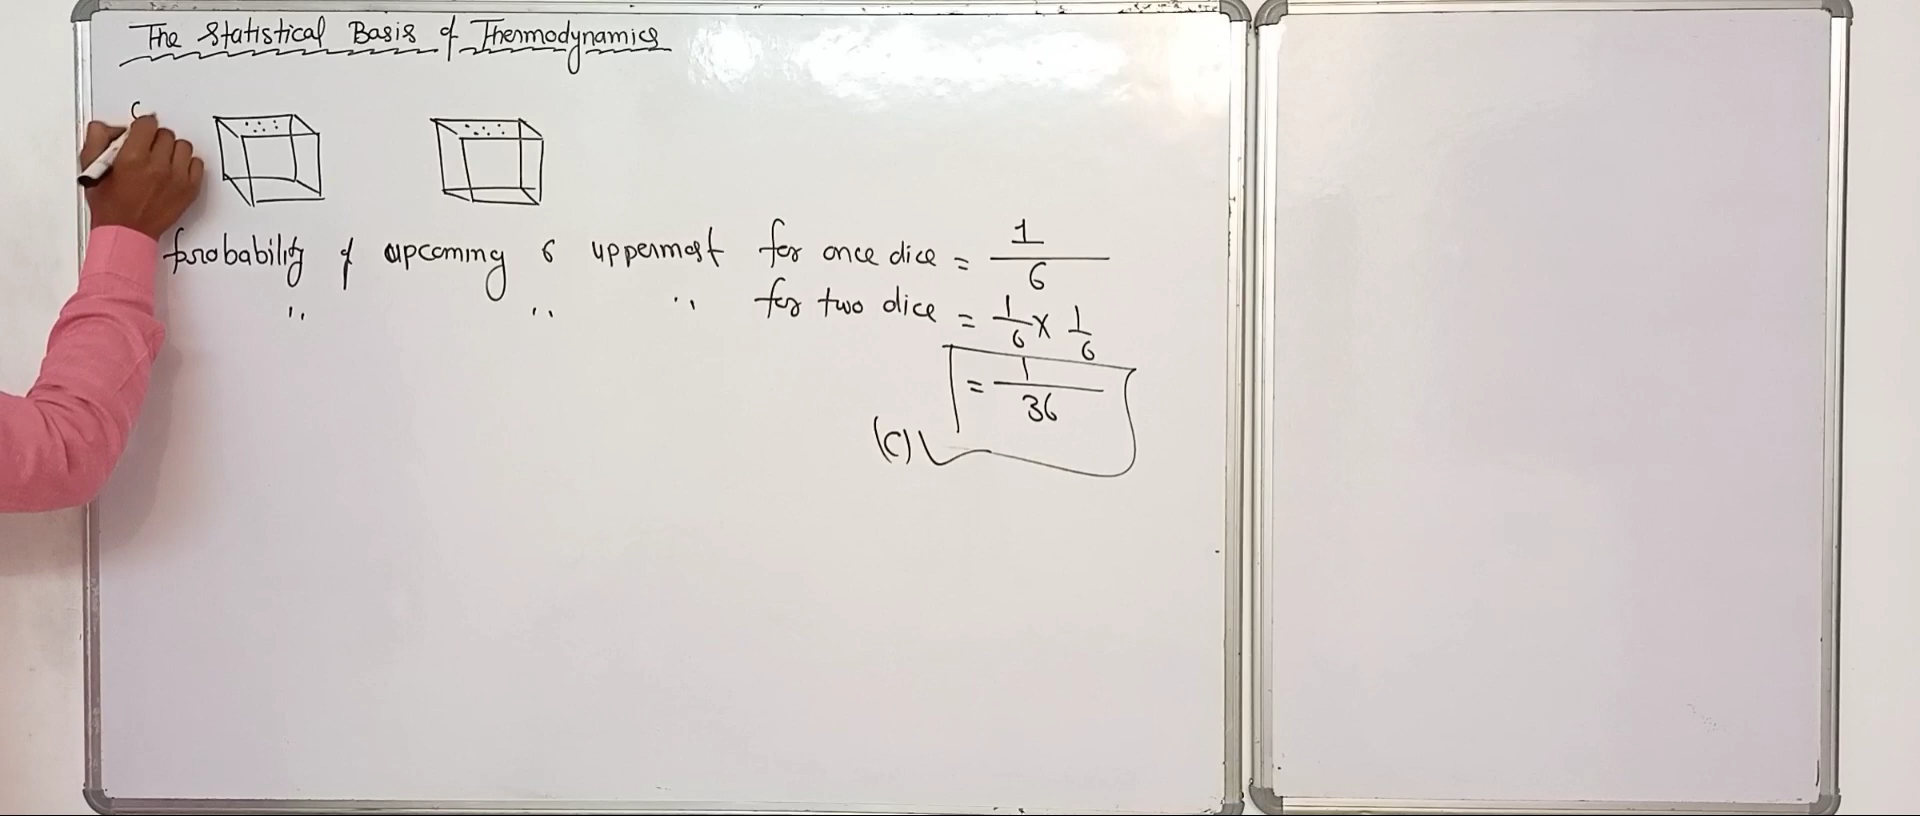 The Statistical Basis of Thermodynamics
probability of upcoming 6 uppermost for once dice = 1/6
" " " for two dice = 1/6 x 1/6
= 1/36
(C)